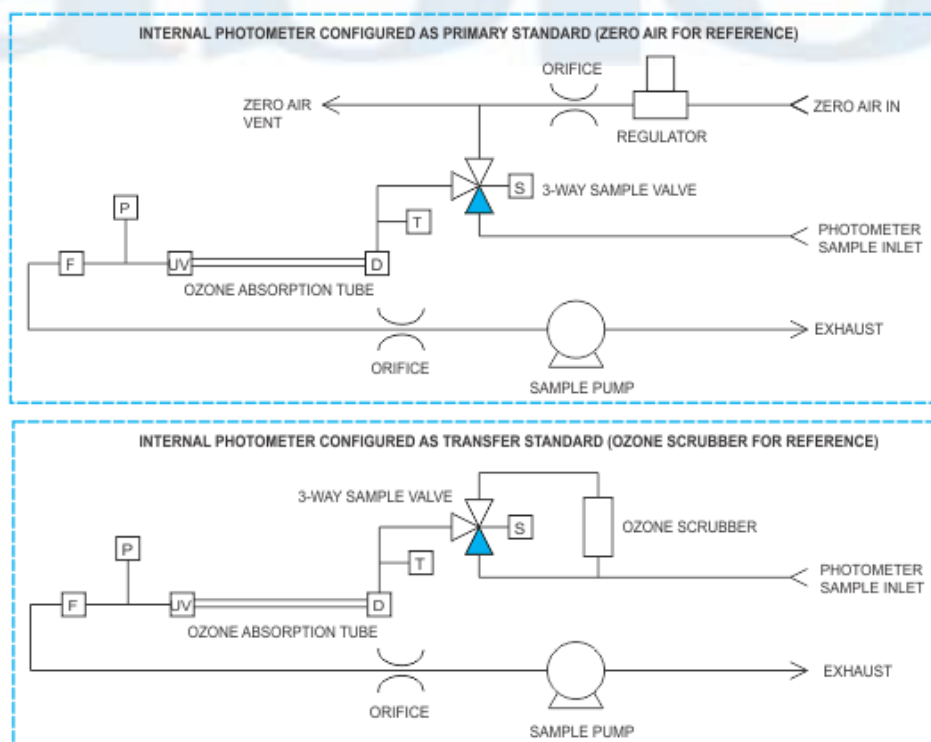 INTERNAL PHOTOMETER CONFIGURED AS PRIMARY STANDARD (ZERO AIR FOR REFERENCE)
ORIFICE
ZERO AIR
VENT
ZERO AIR IN
REGULATOR
S
3-WAY SAMPLE VALVE
P
T
PHOTOMETER
SAMPLE INLET
F
UV
D
OZONE ABSORPTION TUBE
EXHAUST
ORIFICE
SAMPLE PUMP
INTERNAL PHOTOMETER CONFIGURED AS TRANSFER STANDARD (OZONE SCRUBBER FOR REFERENCE)
3-WAY SAMPLE VALVE
S
OZONE SCRUBBER
P
T
PHOTOMETER
SAMPLE INLET
F
UV
D
OZONE ABSORPTION TUBE
EXHAUST
ORIFICE
SAMPLE PUMP